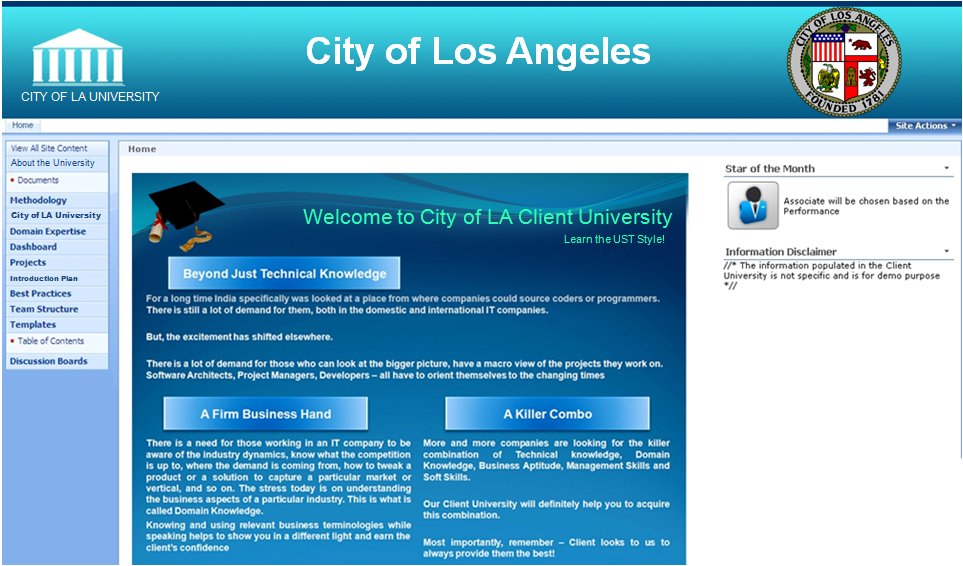 City of Los Angeles
CITY OF LOS ANGELES
FOUNDED 1781
CITY OF LA UNIVERSITY
Home
Site Actions
View All Site Content
About the University
Documents
Methodology
City of LA University
Domain Expertise
Dashboard
Projects
Introduction Plan
Best Practices
Team Structure
Templates
Table of Contents
Discussion Boards
Home
Welcome to City of LA Client University
Learn the UST Style!
Beyond Just Technical Knowledge
For a long time India specifically was looked at a place from where companies could source coders or programmers.
There is still a lot of demand for them, both in the domestic and international IT companies.
But, the excitement has shifted elsewhere.
There is a lot of demand for those who can look at the bigger picture, have a macro view of the projects they work on.
Software Architects, Project Managers, Developers – all have to orient themselves to the changing times
A Firm Business Hand
There is a need for those working in an IT company to be
aware of the industry dynamics, know what the competition
is up to, where the demand is coming from, how to tweak a
product or a solution to capture a particular market or
vertical, and so on. The stress today is on understanding
the business aspects of a particular industry. This is what is
called Domain Knowledge.
Knowing and using relevant business terminologies while
speaking helps to show you in a different light and earn the
client's confidence
A Killer Combo
More and more companies are looking for the killer
combination of Technical knowledge, Domain
Knowledge, Business Aptitude, Management Skills and
Soft Skills.
Our Client University will definitely help you to acquire
this combination.
Most importantly, remember – Client looks to us to
always provide them the best!
Star of the Month
Associate will be chosen based on the
Performance
Information Disclaimer
//* The information populated in the Client
University is not specific and is for demo purpose
*//